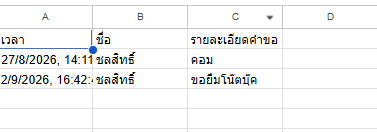 A B C D
เวลา ชื่อ รายละเอียดคำขอ
27/8/2026, 14:11 ชลสิทธิ์ คอม
2/9/2026, 16:42: ชลสิทธิ์ ขอยืมโน๊ตบุ๊ค